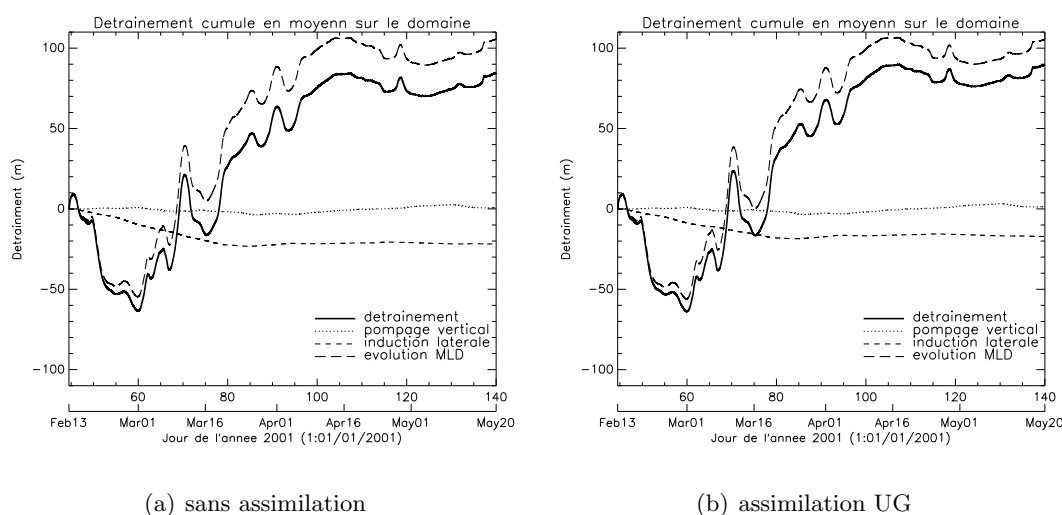 Detrainement cumule en moyenn sur le domaine
100
50
0
−50
−100
Detrainment (m)
detrainement
pompage vertical
induction laterale
evolution MLD
60 80 100 120 140
Feb13 Mar01 Mar16 Apr01 Apr16 May01 May20
Jour de l'annee 2001 (1:01/01/2001)
(a) sans assimilation
Detrainement cumule en moyenn sur le domaine
100
50
0
−50
−100
Detrainment (m)
detrainement
pompage vertical
induction laterale
evolution MLD
60 80 100 120 140
Feb13 Mar01 Mar16 Apr01 Apr16 May01 May20
Jour de l'annee 2001 (1:01/01/2001)
(b) assimilation UG